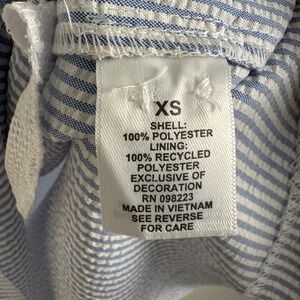 XS
SHELL:
100% POLYESTER
LINING:
100% RECYCLED
POLYESTER
EXCLUSIVE OF
DECORATION
RN 098223
MADE IN VIETNAM
SEE REVERSE
FOR CARE